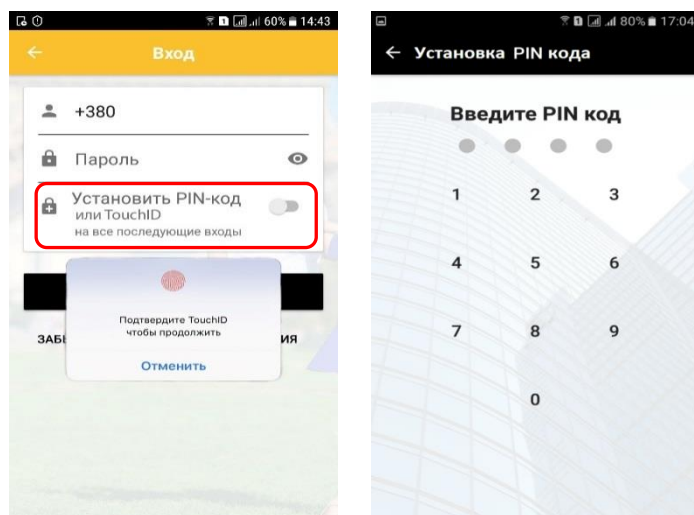 60% 14:43
Вход
+380
Пароль
Установить PIN-код
или TouchID
на все последующие входы
Подтвердите TouchID
чтобы продолжить
Отменить
80% 17:04
Установка PIN кода
Введите PIN код
1 2 3
4 5 6
7 8 9
0